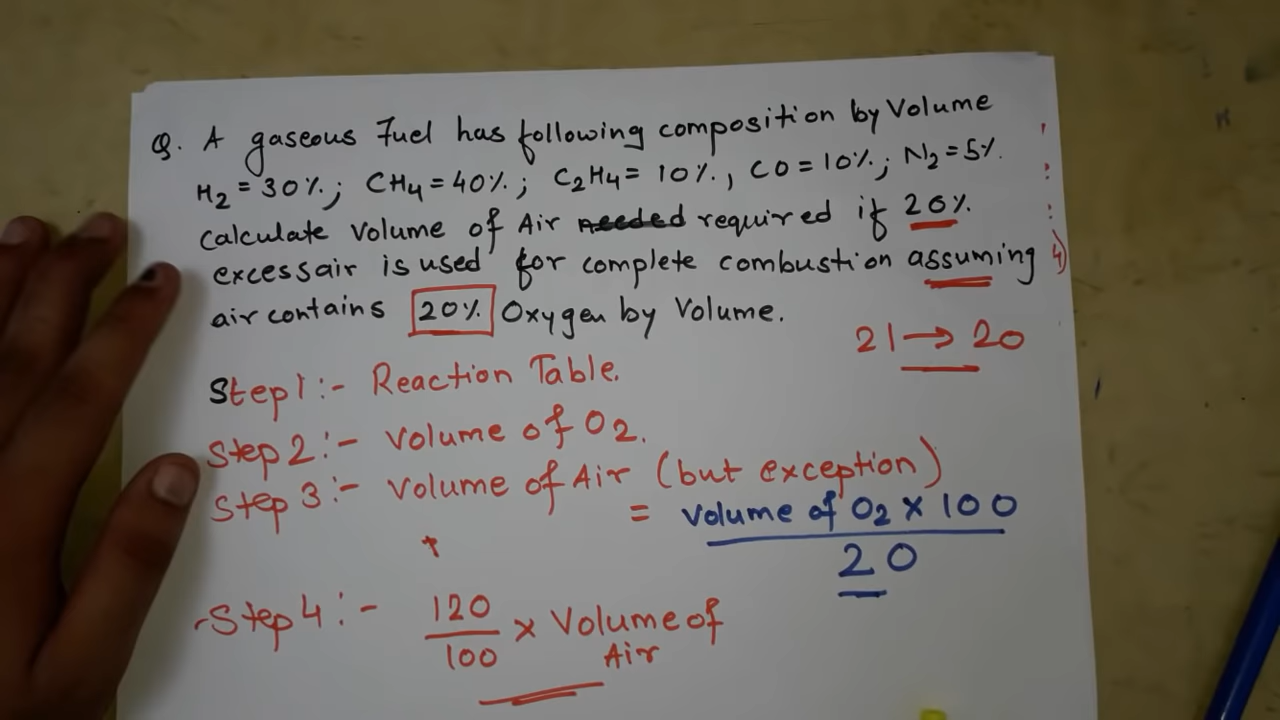 Q. A gaseous Fuel has following composition by Volume
H2 = 30%; CH4 = 40%; C2H4 = 10%, CO = 10%; N2 = 5%.
Calculate Volume of Air needed required if 20%
excess air is used for complete combustion assuming
air contains 20% Oxygen by Volume.
21 → 20
Step 1 :- Reaction Table.
Step 2 :- Volume of O2.
Step 3 :- Volume of Air (but exception)
= Volume of O2 × 100
20
Step 4 :- 120
100 × Volume of
Air
4)